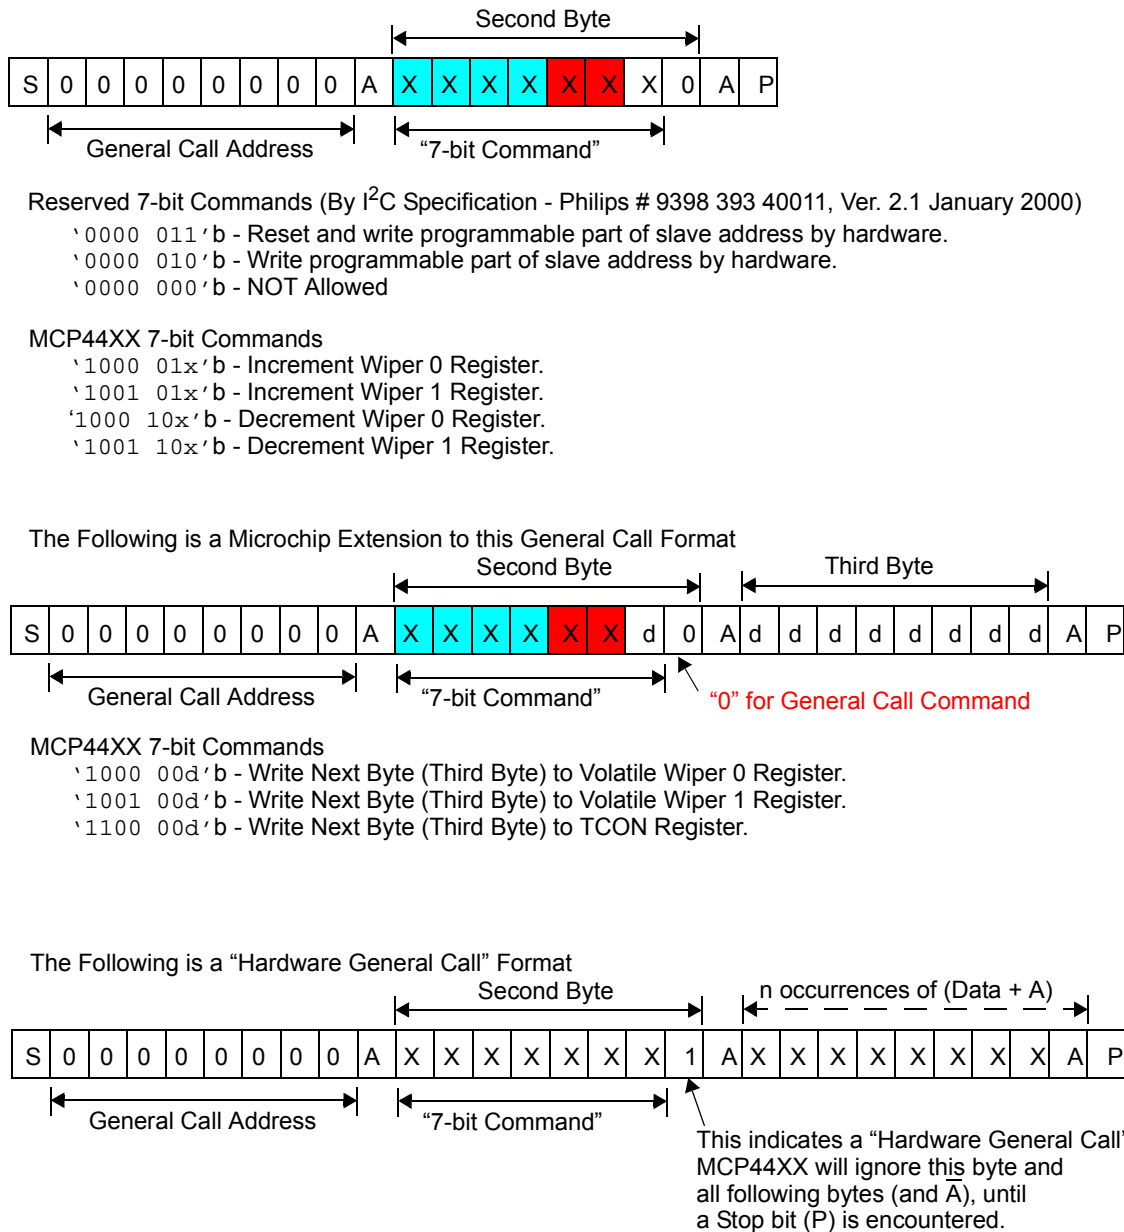 Second Byte
S 0 0 0 0 0 0 0 0 A X X X X X X X 0 A P
General Call Address “7-bit Command”
Reserved 7-bit Commands (By I2C Specification - Philips # 9398 393 40011, Ver. 2.1 January 2000)
‘0000 011’b - Reset and write programmable part of slave address by hardware.
‘0000 010’b - Write programmable part of slave address by hardware.
‘0000 000’b - NOT Allowed
MCP44XX 7-bit Commands
‘1000 01x’b - Increment Wiper 0 Register.
‘1001 01x’b - Increment Wiper 1 Register.
‘1000 10x’b - Decrement Wiper 0 Register.
‘1001 10x’b - Decrement Wiper 1 Register.
The Following is a Microchip Extension to this General Call Format
Second Byte Third Byte
S 0 0 0 0 0 0 0 0 A X X X X X X d 0 A d d d d d d d d A P
General Call Address “7-bit Command” “0” for General Call Command
MCP44XX 7-bit Commands
‘1000 00d’b - Write Next Byte (Third Byte) to Volatile Wiper 0 Register.
‘1001 00d’b - Write Next Byte (Third Byte) to Volatile Wiper 1 Register.
‘1100 00d’b - Write Next Byte (Third Byte) to TCON Register.
The Following is a “Hardware General Call” Format
Second Byte n occurrences of (Data + A)
S 0 0 0 0 0 0 0 0 A X X X X X X X 1 A X X X X X X X X A P
General Call Address “7-bit Command”
This indicates a “Hardware General Call”
MCP44XX will ignore this byte and
all following bytes (and A̅), until
a Stop bit (P) is encountered.